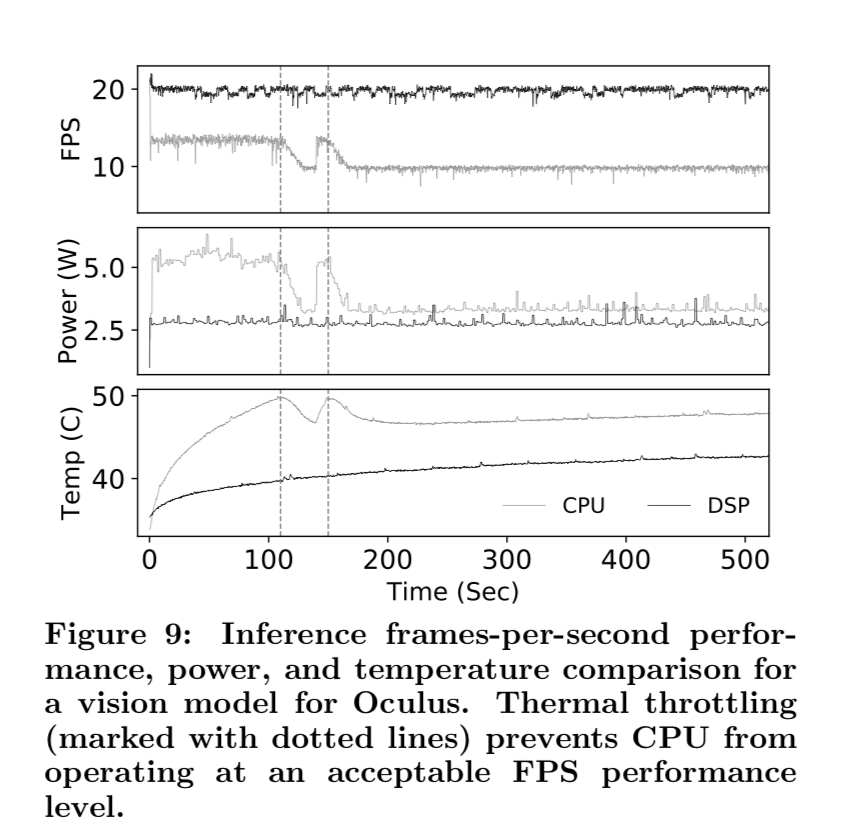 20
10
FPS
5.0
2.5
Power (W)
50
40
Temp (C)
CPU
DSP
0 100 200 300 400 500
Time (Sec)
Figure 9: Inference frames-per-second perfor-
mance, power, and temperature comparison for
a vision model for Oculus. Thermal throttling
(marked with dotted lines) prevents CPU from
operating at an acceptable FPS performance
level.